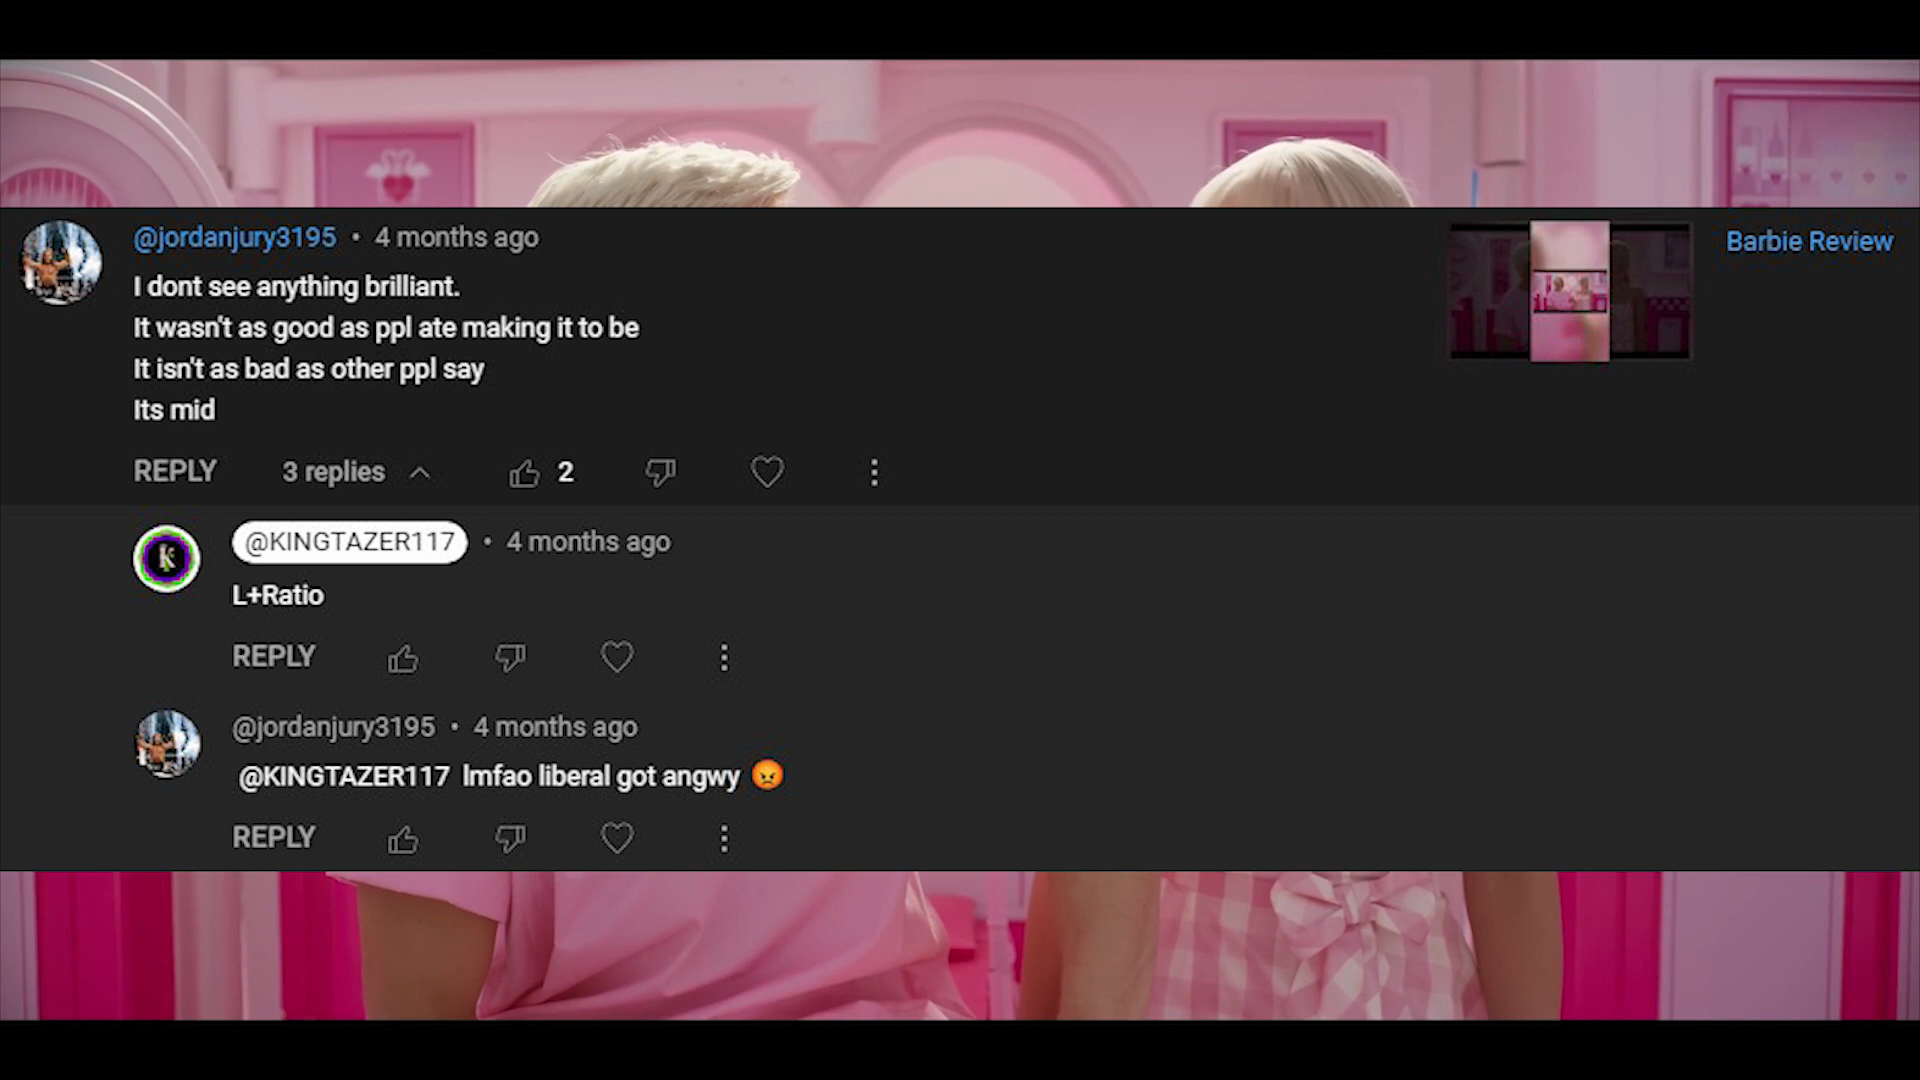 @jordanjury3195 • 4 months ago
Barbie Review
I dont see anything brilliant.
It wasn't as good as ppl ate making it to be
It isn't as bad as other ppl say
Its mid
REPLY 3 replies 2
k
@KINGTAZER117 • 4 months ago
L+Ratio
REPLY
@jordanjury3195 • 4 months ago
@KINGTAZER117 lmfao liberal got angwy 😡
REPLY